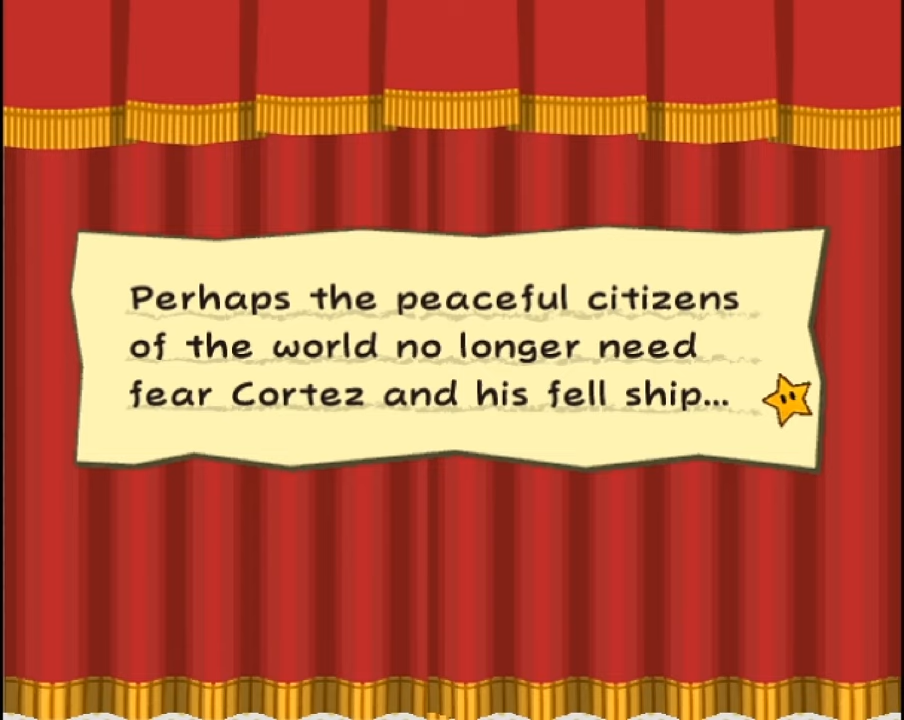 Perhaps the peaceful citizens
of the world no longer need
fear Cortez and his fell ship...